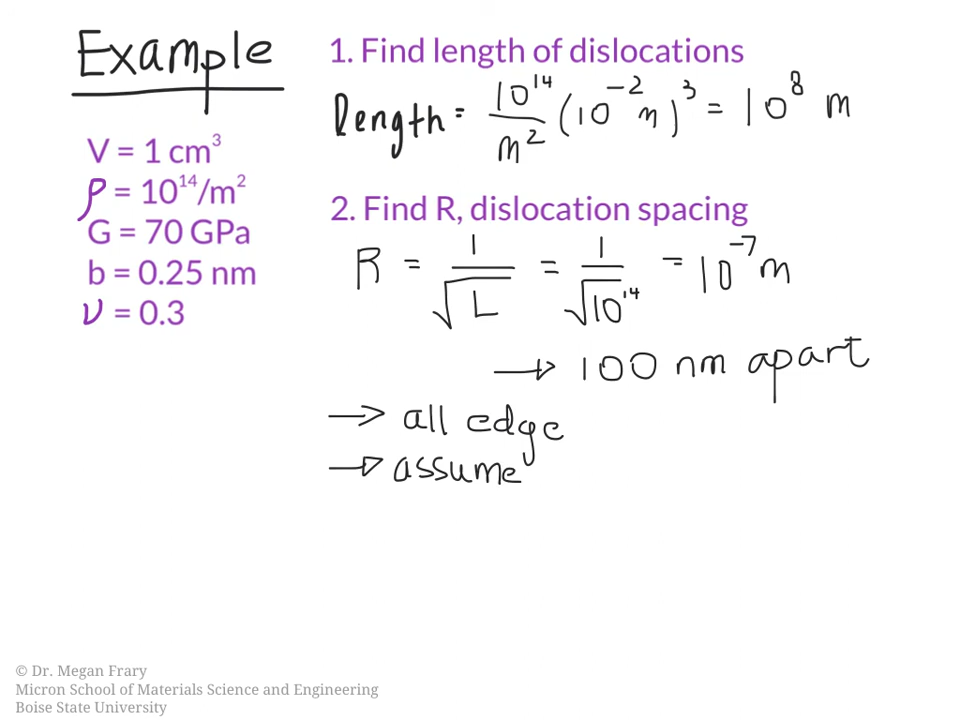 Example
V = 1 cm³
ρ = 10¹⁴/m²
G = 70 GPa
b = 0.25 nm
ν = 0.3
1. Find length of dislocations
length = 10¹⁴/m² (10⁻² m)³ = 10⁸ m
2. Find R, dislocation spacing
R = 1/√L = 1/√10¹⁴ = 10⁻⁷ m
→ 100 nm apart
→ all edge
→ assume
© Dr. Megan Frary
Micron School of Materials Science and Engineering
Boise State University